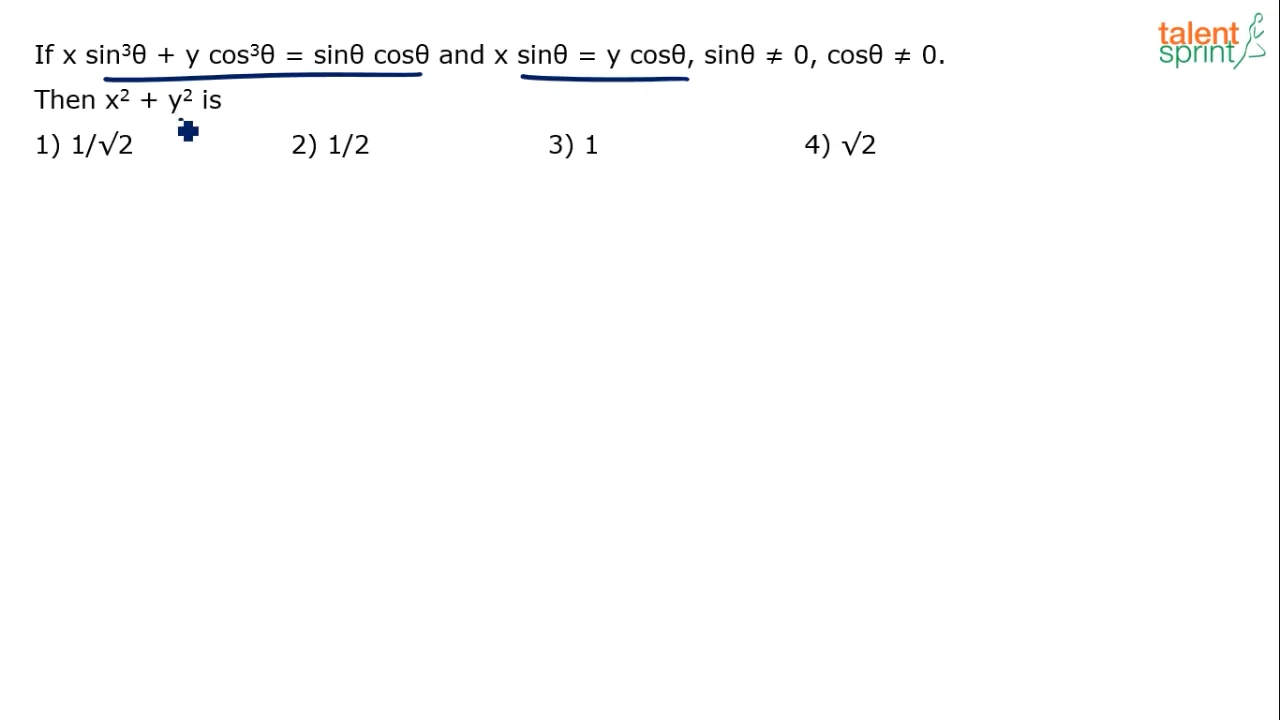 If x sin³θ + y cos³θ = sinθ cosθ and x sinθ = y cosθ, sinθ ≠ 0, cosθ ≠ 0.
Then x² + y² is
1) 1/√2 2) 1/2 3) 1 4) √2
talent
sprint